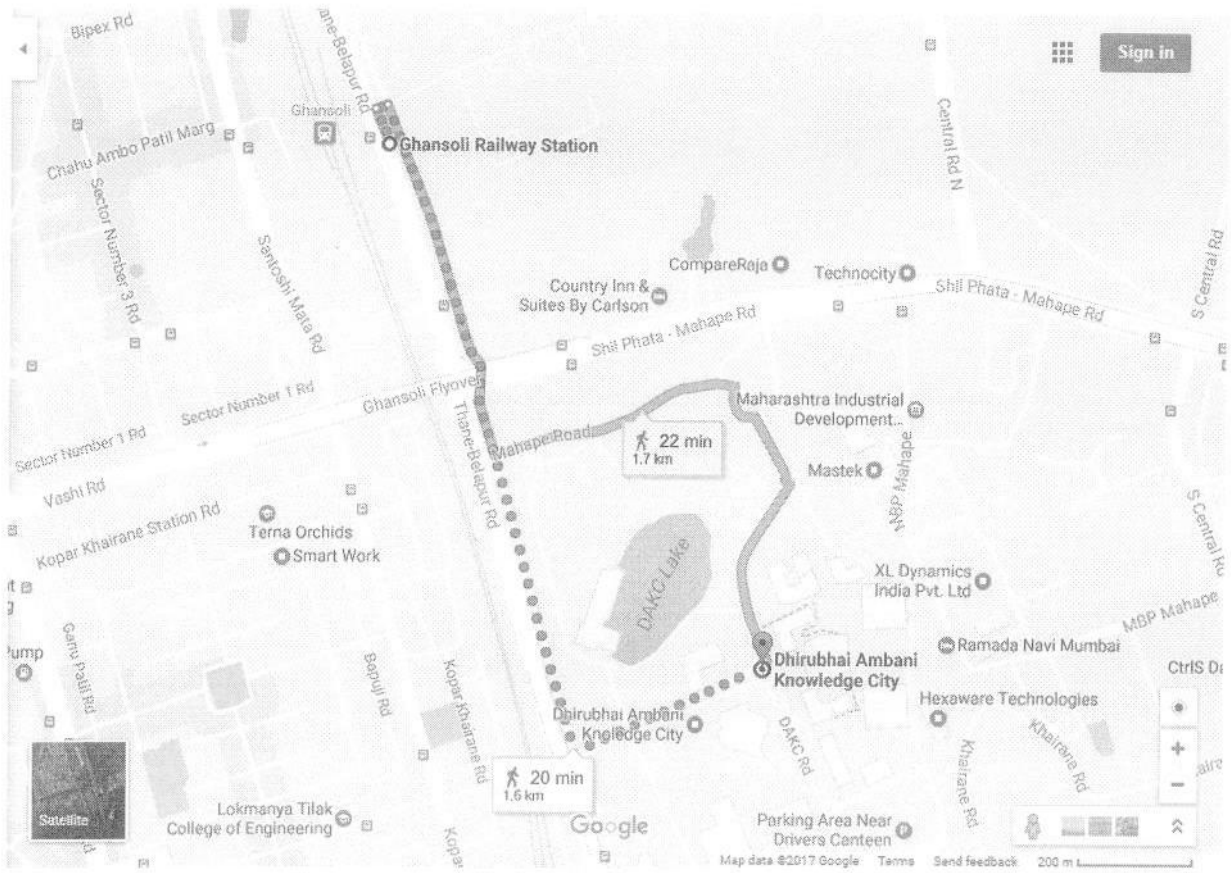 Bipex Rd
ane-Belapur Rd
Sign in
Ghansoli
Chahu Ambo Patil Marg
Ghansoli Railway Station
Central Rd N
Sector Number 3 Rd
Santoshi Mata Rd
CompareRaja
Technocity
S Central Rd
Country Inn &
Suites By Carlson
Shil Phata - Mahape Rd
Shil Phata - Mahape Rd
Sector Number 1 Rd
Ghansoli Flyover
Maharashtra Industrial
Development...
Sector Number 1 Rd
Thane-Belapur Rd
Mahape Road
22 min
1.7 km
Mastek
MBP Mahape
Vashi Rd
Kopar Khairane Station Rd
Terna Orchids
Smart Work
DAKC Lake
XL Dynamics
India Pvt. Ltd
S Central Rd
MBP Mahape
Pump
Ganu Patil Rd
Bapuji Rd
Kopar Khairane Rd
Ramada Navi Mumbai
Dhirubhai Ambani
Knowledge City
CtrlS Da
Hexaware Technologies
Dhirubhai Ambani
Knoledge City
DAKC Rd
Khairane Rd
Klairane Rd
20 min
1.6 km
Satellite
Lokmanya Tilak
College of Engineering
Kopa
Google
Parking Area Near
Drivers Canteen
Map data ©2017 Google
Terms
Send feedback
200 m